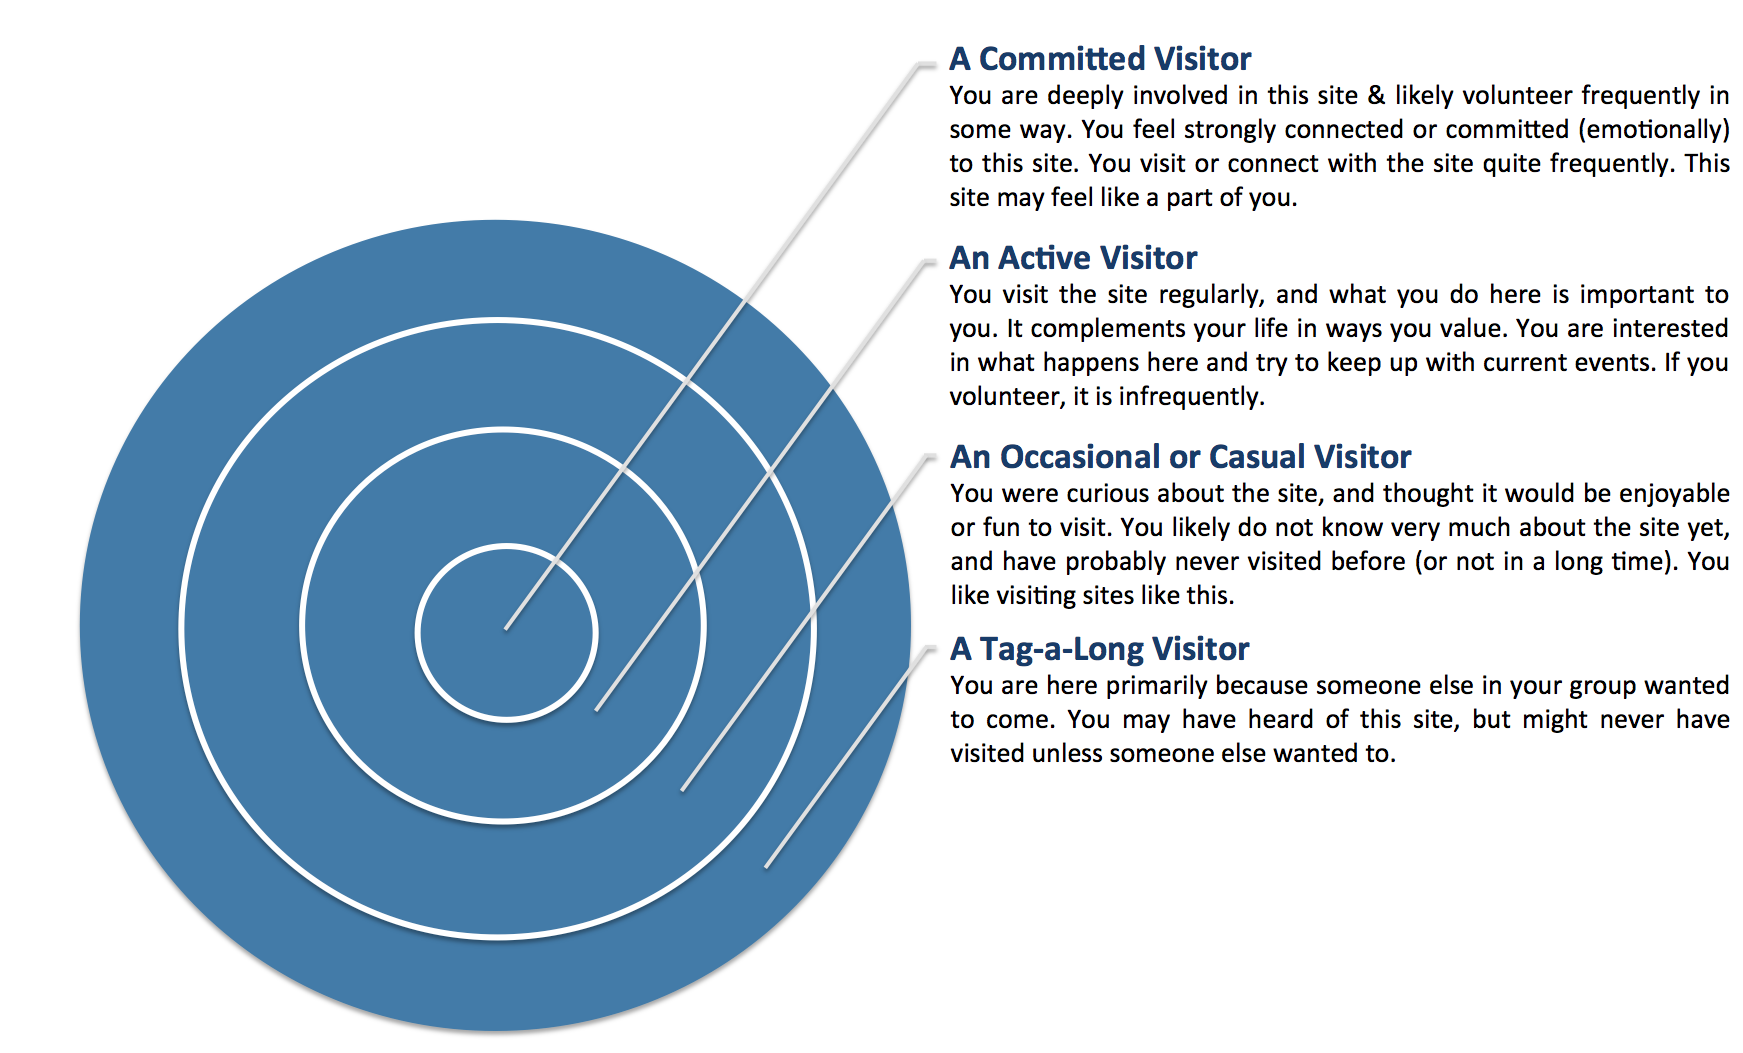 A Committed Visitor
You are deeply involved in this site & likely volunteer frequently in
some way. You feel strongly connected or committed (emotionally)
to this site. You visit or connect with the site quite frequently. This
site may feel like a part of you.
An Active Visitor
You visit the site regularly, and what you do here is important to
you. It complements your life in ways you value. You are interested
in what happens here and try to keep up with current events. If you
volunteer, it is infrequently.
An Occasional or Casual Visitor
You were curious about the site, and thought it would be enjoyable
or fun to visit. You likely do not know very much about the site yet,
and have probably never visited before (or not in a long time). You
like visiting sites like this.
A Tag-a-Long Visitor
You are here primarily because someone else in your group wanted
to come. You may have heard of this site, but might never have
visited unless someone else wanted to.